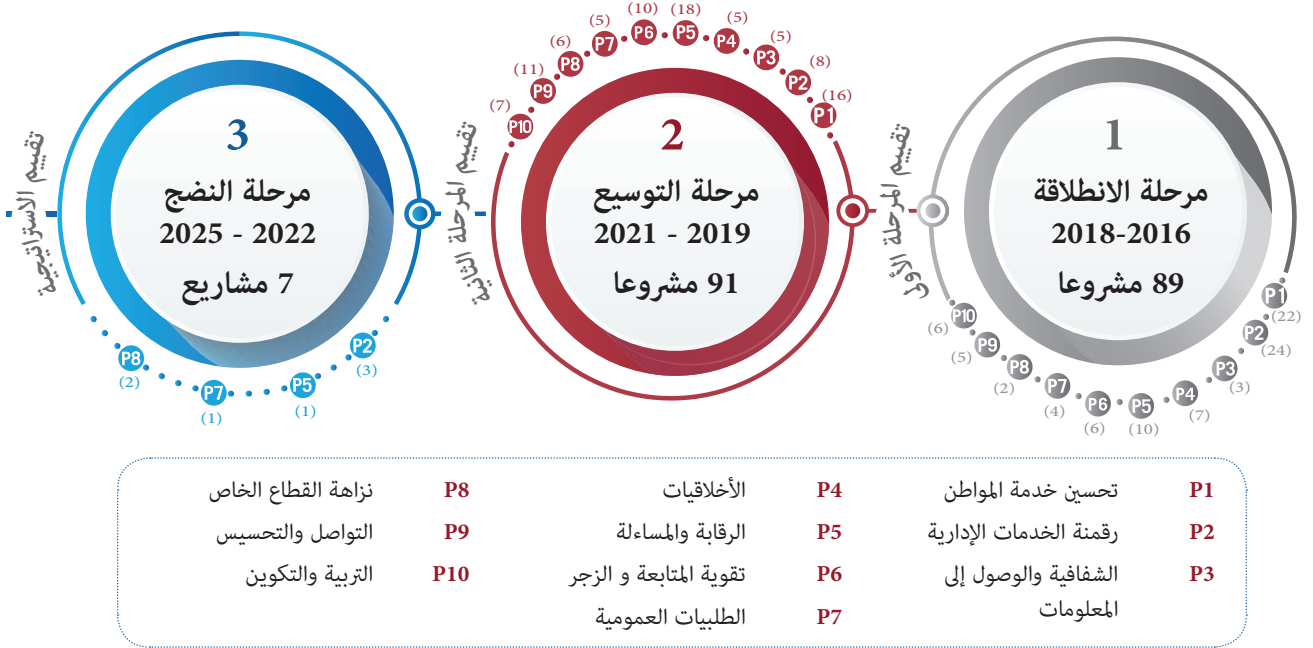 1
مرحلة الانطلاقة
2016-2018
89 مشروعا
P1
(22)
P2
(24)
P3
(3)
P4
(7)
P5
(10)
P6
(6)
P7
(4)
P8
(2)
P9
(5)
P10
(6)
تقييم المرحلة الأولى
2
مرحلة التوسيع
2019 - 2021
91 مشروعا
P1
(16)
P2
(8)
P3
(5)
P4
(5)
P5
(18)
P6
(10)
P7
(5)
P8
(6)
P9
(11)
P10
(7)
تقييم المرحلة الثانية
3
مرحلة النضج
2022 - 2025
7 مشاريع
P2
(3)
P5
(1)
P7
(1)
P8
(2)
تقييم الاستراتيجية
P1 تحسين خدمة المواطن
P2 رقمنة الخدمات الإدارية
P3 الشفافية والوصول إلى
المعلومات
P4 الأخلاقيات
P5 الرقابة والمساءلة
P6 تقوية المتابعة و الزجر
P7 الطلبيات العمومية
P8 نزاهة القطاع الخاص
P9 التواصل والتحسيس
P10 التربية والتكوين